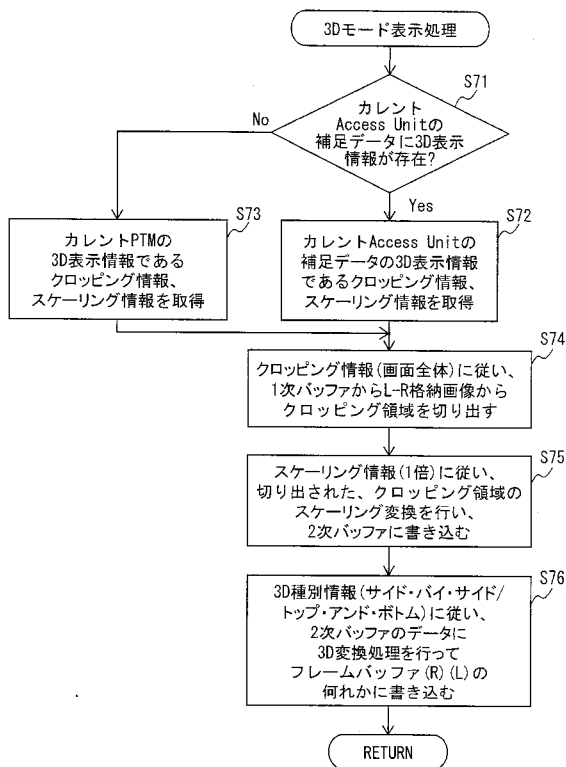 3Dモード表示処理
S71
カレント
Access Unitの
補足データに3D表示
情報が存在?
No
Yes
S73
カレントPTMの
3D表示情報である
クロッピング情報、
スケーリング情報を取得
S72
カレントAccess Unitの
補足データの3D表示情報
であるクロッピング情報、
スケーリング情報を取得
S74
クロッピング情報(画面全体)に従い、
1次バッファからL-R格納画像から
クロッピング領域を切り出す
S75
スケーリング情報(1倍)に従い、
切り出された、クロッピング領域の
スケーリング変換を行い、
2次バッファに書き込む
S76
3D種別情報(サイド・バイ・サイド/
トップ・アンド・ボトム)に従い、
2次バッファのデータに
3D変換処理を行って
フレームバッファ(R)(L)の
何れかに書き込む
RETURN